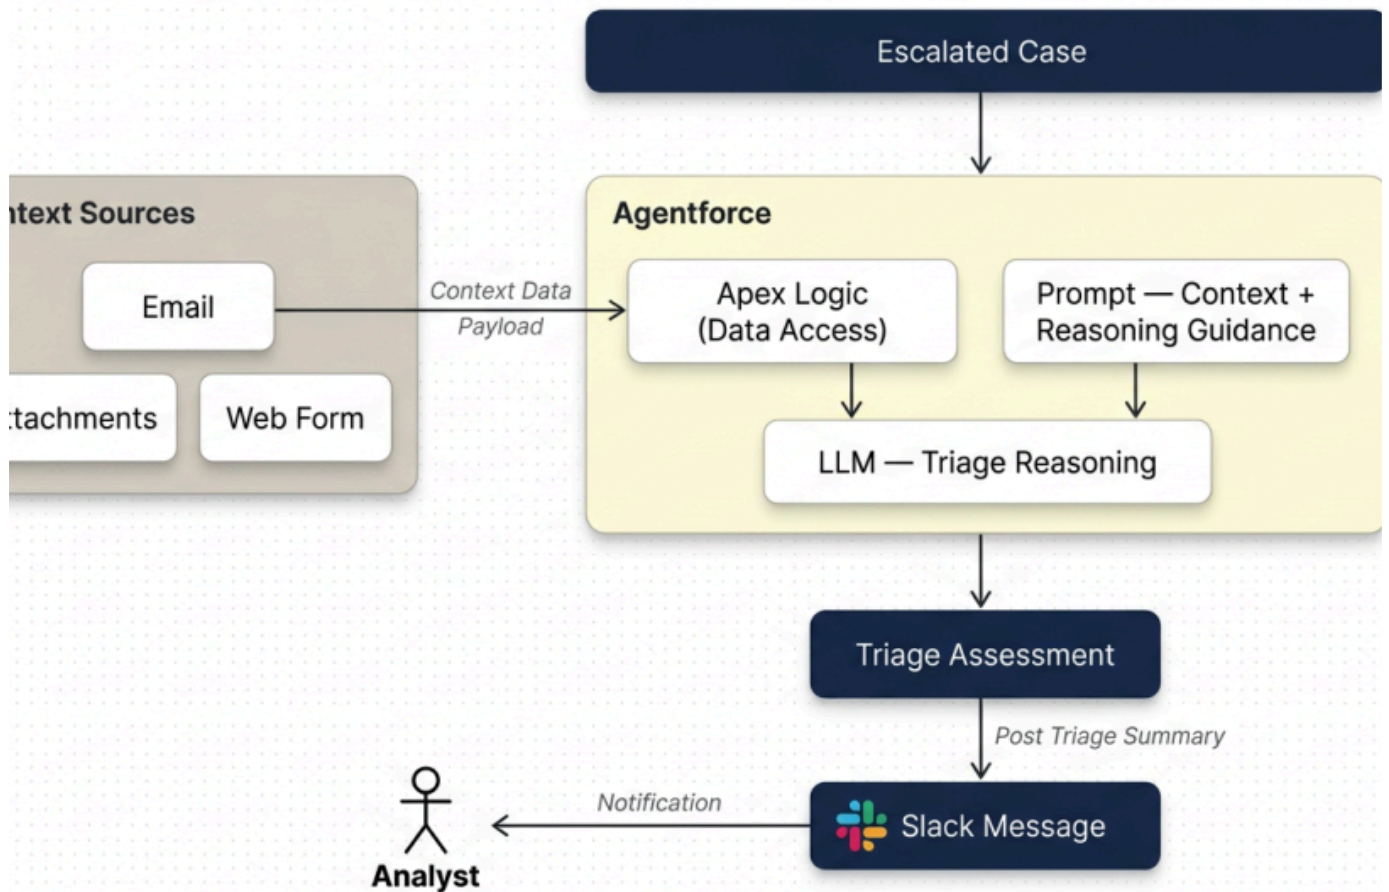 Escalated Case
ntext Sources
Email
ttachments
Web Form
Context Data
Payload
Agentforce
Apex Logic
(Data Access)
Prompt — Context +
Reasoning Guidance
LLM — Triage Reasoning
Triage Assessment
Post Triage Summary
Slack Message
Notification
Analyst